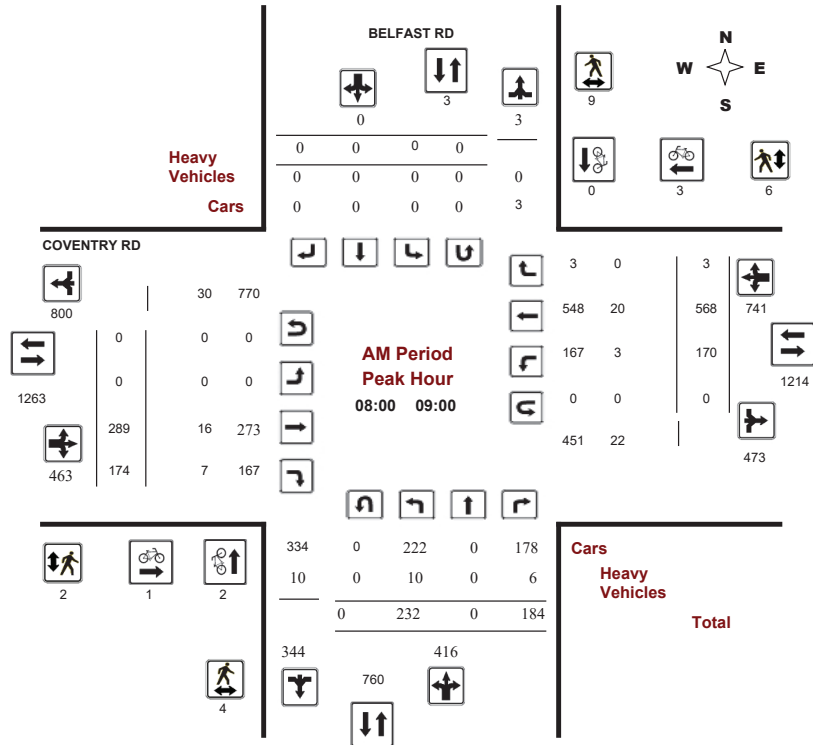 BELFAST RD
N
W E
S
3
9
0 3
0 0 0 0
Heavy
Vehicles
0 0 0 0 0
Cars
0 0 0 0 3
0 3 6
COVENTRY RD
800
30 770
1263
0 0 0
0 0 0
289 16 273
463
174 7 167
AM Period
Peak Hour
08:00 09:00
3 0 3
741
548 20 568
167 3 170
1214
0 0 0
451 22
473
2 1 2
4
334 0 222 0 178
10 0 10 0 6
0 232 0 184
344 416
760
Cars
Heavy
Vehicles
Total